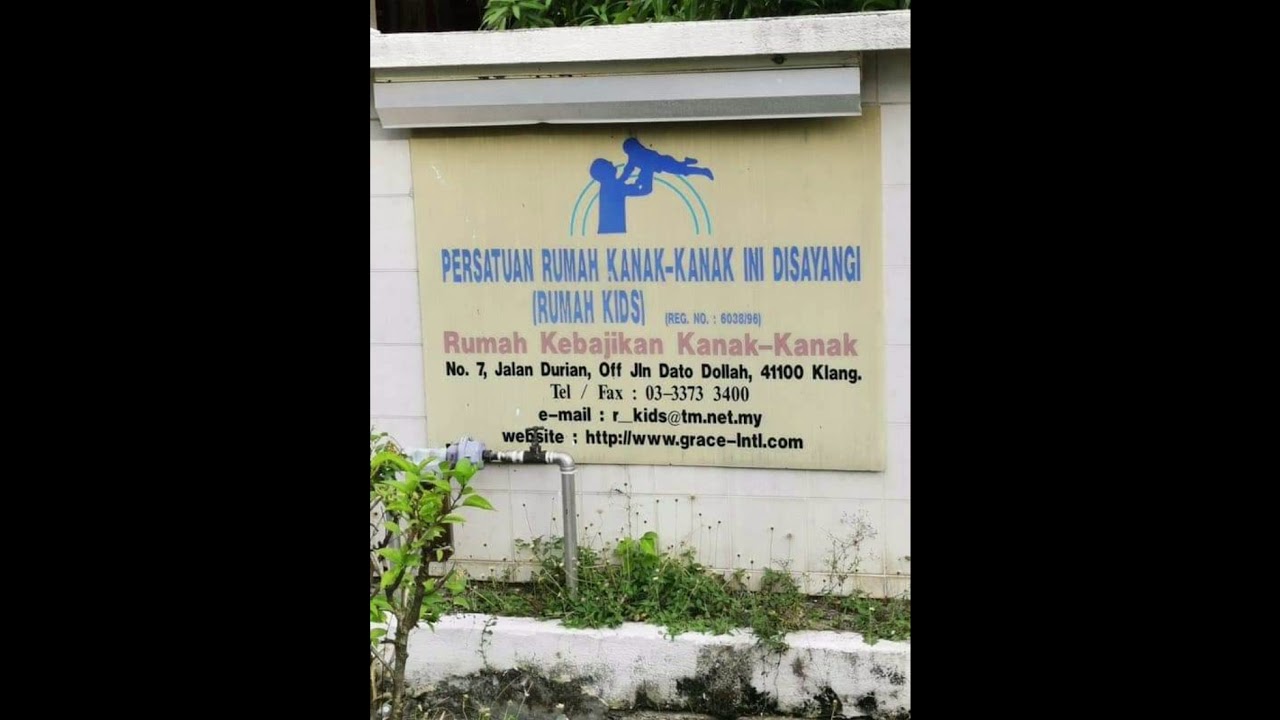 PERSATUAN RUMAH KANAK-KANAK INI DISAYANGI
(RUMAH KIDS) (REG. NO. : 6038/96)
Rumah Kebajikan Kanak-Kanak
No. 7, Jalan Durian, Off Jln Dato Dollah, 41100 Klang.
Tel / Fax : 03-3373 3400
e-mail : r_kids@tm.net.my
website : http://www.grace-Intl.com